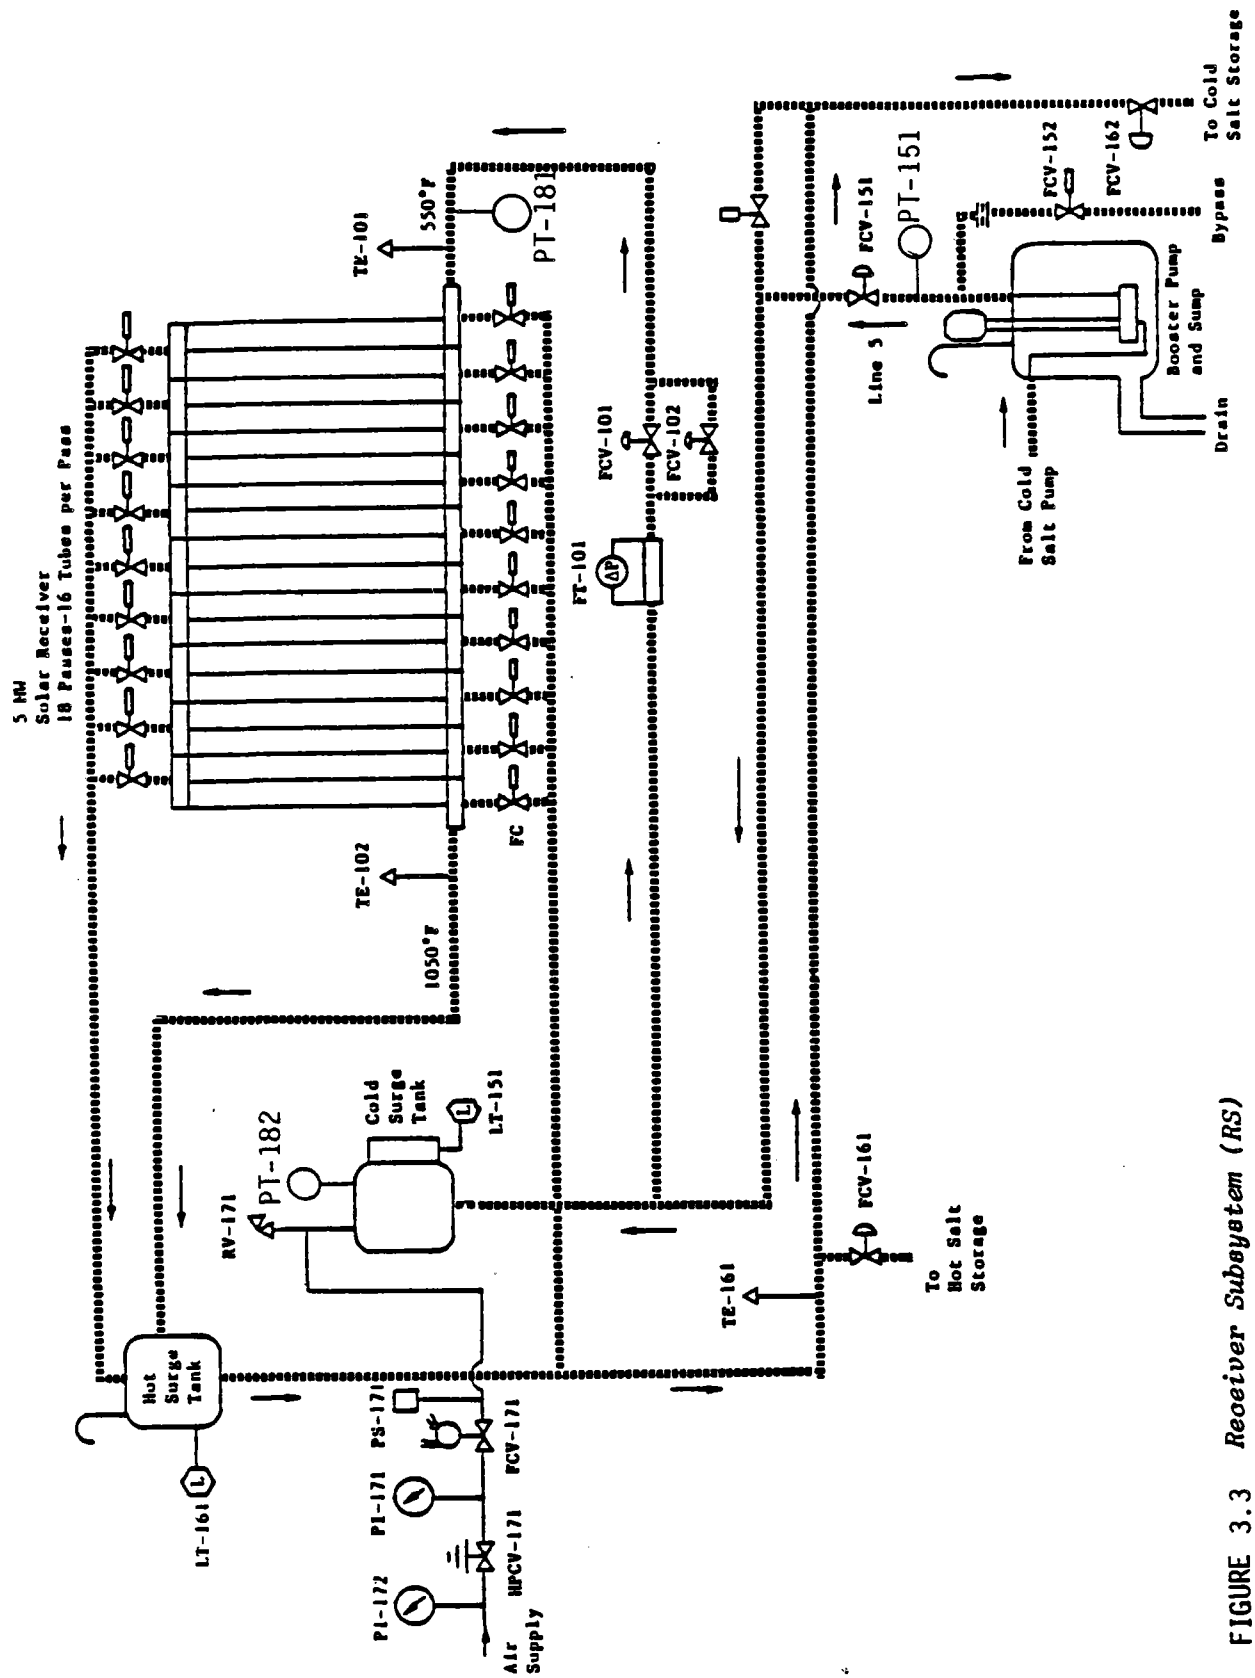 5 MW
Solar Receiver
18 Passes-16 Tubes per Pass
TE-101
550°F
PT-181
TE-102
1050°F
FC
FCV-101
FCV-102
FT-101
ΔP
Hot
Surge
Tank
LT-161
L
RV-171
PT-182
Cold
Surge
Tank
L
LT-151
PI-172
PI-171
PS-171
HPCV-171
FCV-171
Air
Supply
TE-161
FCV-161
To
Hot Salt
Storage
Line 5
FCV-151
PT-151
From Cold
Salt Pump
Booster Pump
and Sump
Drain
Bypass
FCV-152
FCV-162
To Cold
Salt Storage
FIGURE 3.3 Receiver Subsystem (RS)